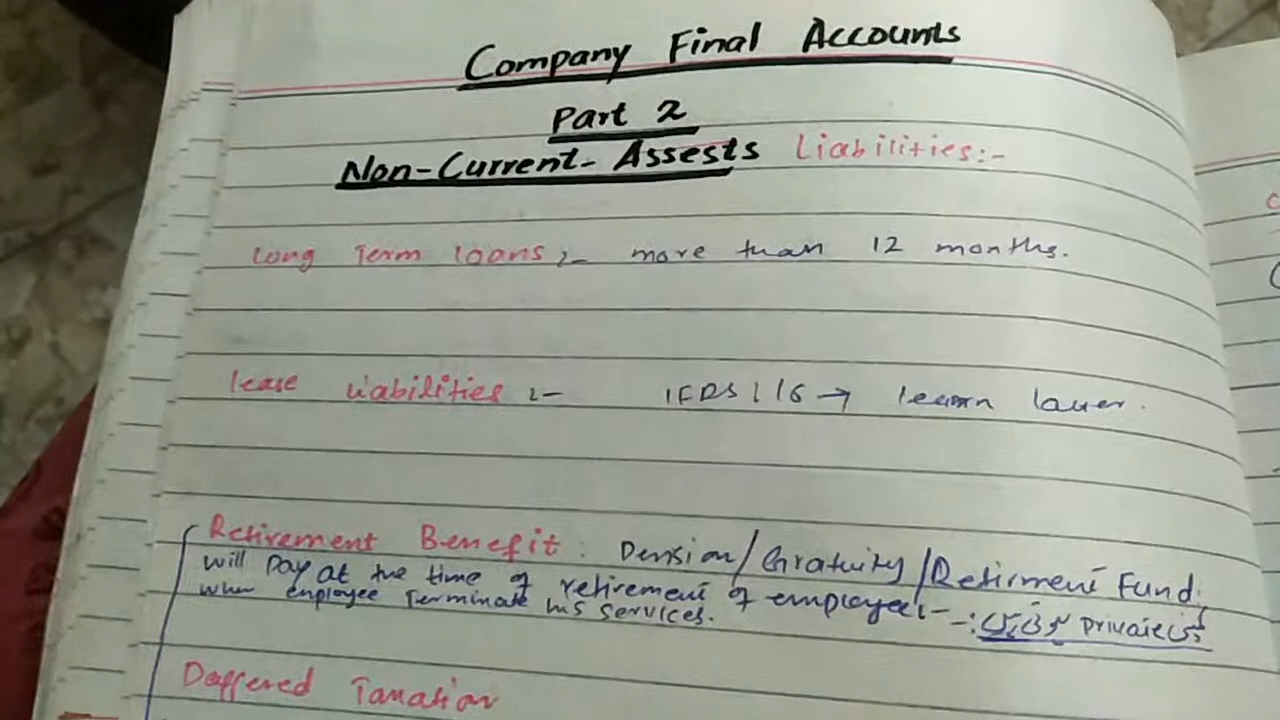 Company Final Accounts
Part 2
Non-Current-Assests Liabilities:-
Long Term loans :- more than 12 months.
lease liabilities :- IFRS 16 → learn later.
Retirement Benefit : Pension/Gratuity/Retirment Fund.
will pay at the time of retirement of employee:-
when employee Terminate his services. private
Daffered Taxation